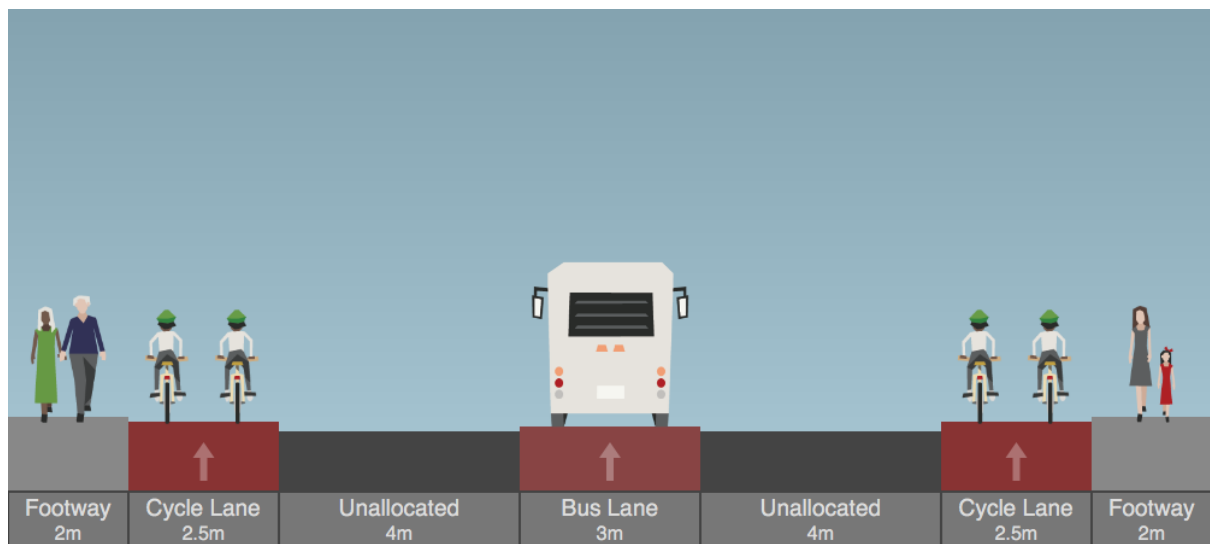 Footway
2m
Cycle Lane
2.5m
Unallocated
4m
Bus Lane
3m
Unallocated
4m
Cycle Lane
2.5m
Footway
2m